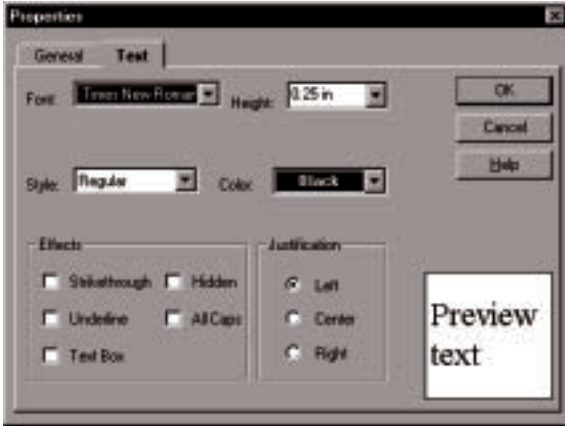 Properties
General Text
Font: Times New Roman Height: 0.25 in OK
Cancel
Style: Regular Color: Black Help
Effects Justification
Strikethrough Hidden Left
Underline All Caps Center
Text Box Right
Preview
text